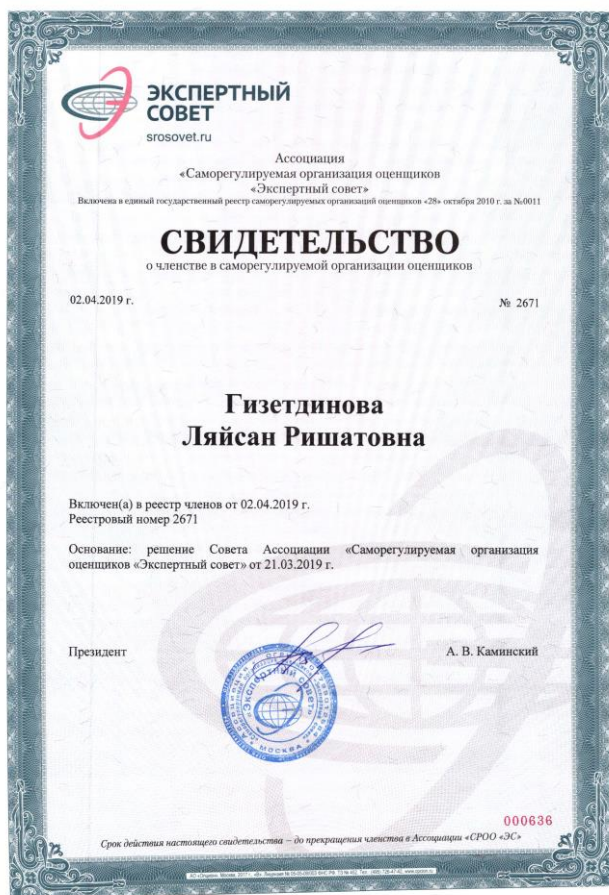 ЭКСПЕРТНЫЙ
СОВЕТ
srosovet.ru
Ассоциация
«Саморегулируемая организация оценщиков
«Экспертный совет»
Включена в единый государственный реестр саморегулируемых организаций оценщиков «28» октября 2010 г. за №0011
СВИДЕТЕЛЬСТВО
о членстве в саморегулируемой организации оценщиков
02.04.2019 г.
№ 2671
Гизетдинова
Ляйсан Ришатовна
Включен(а) в реестр членов от 02.04.2019 г.
Реестровый номер 2671
Основание: решение Совета Ассоциации «Саморегулируемая организация
оценщиков «Экспертный совет» от 21.03.2019 г.
Президент
А. В. Каминский
«Экспертный совет»
МОСКВА
000636
Срок действия настоящего свидетельства – до прекращения членства в Ассоциации «СРОО «ЭС»